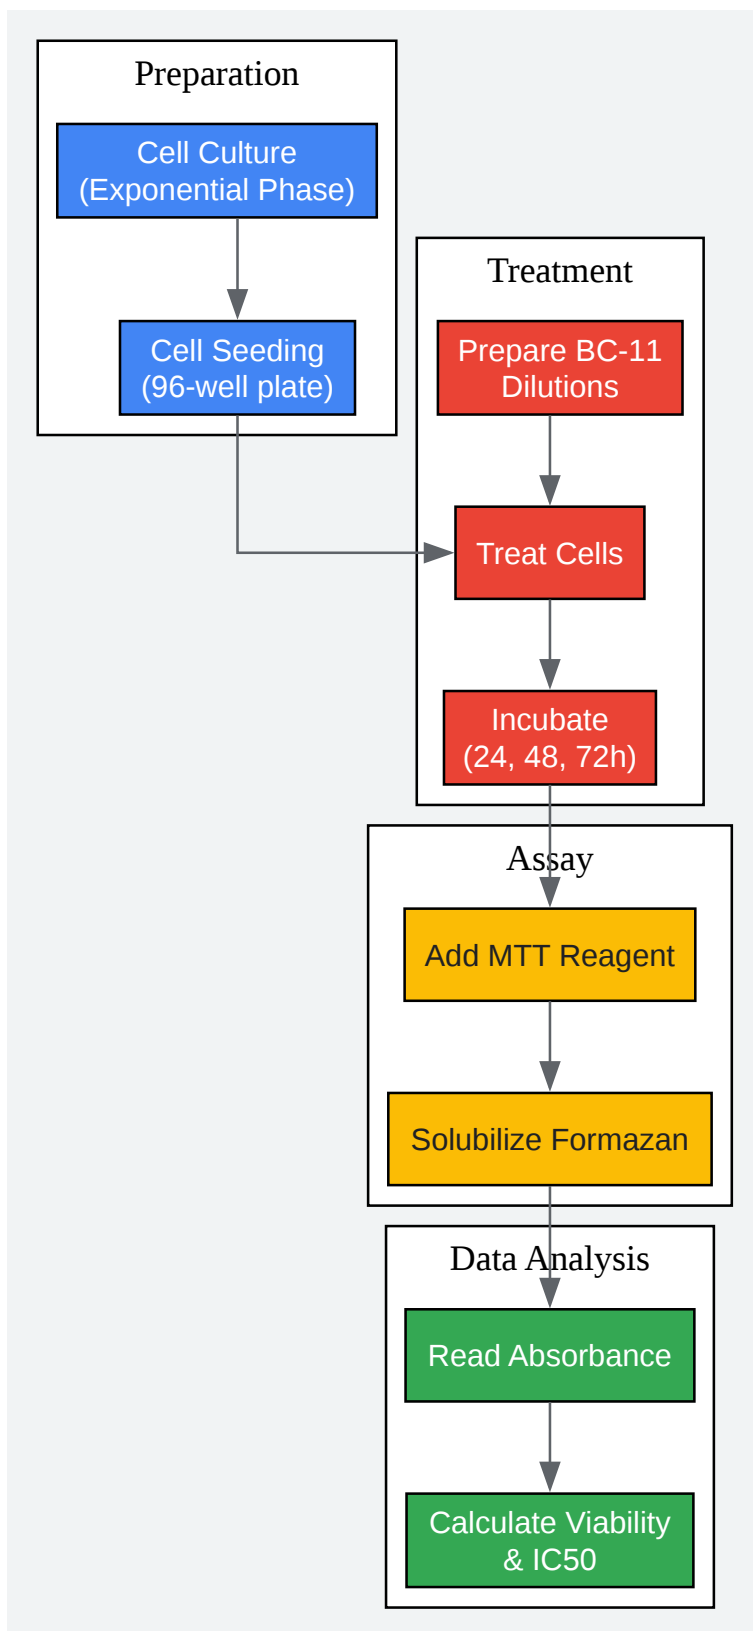 Preparation
Cell Culture
(Exponential Phase)
Cell Seeding
(96-well plate)
Treatment
Prepare BC-11
Dilutions
Treat Cells
Incubate
(24, 48, 72h)
Assay
Add MTT Reagent
Solubilize Formazan
Data Analysis
Read Absorbance
Calculate Viability
& IC50